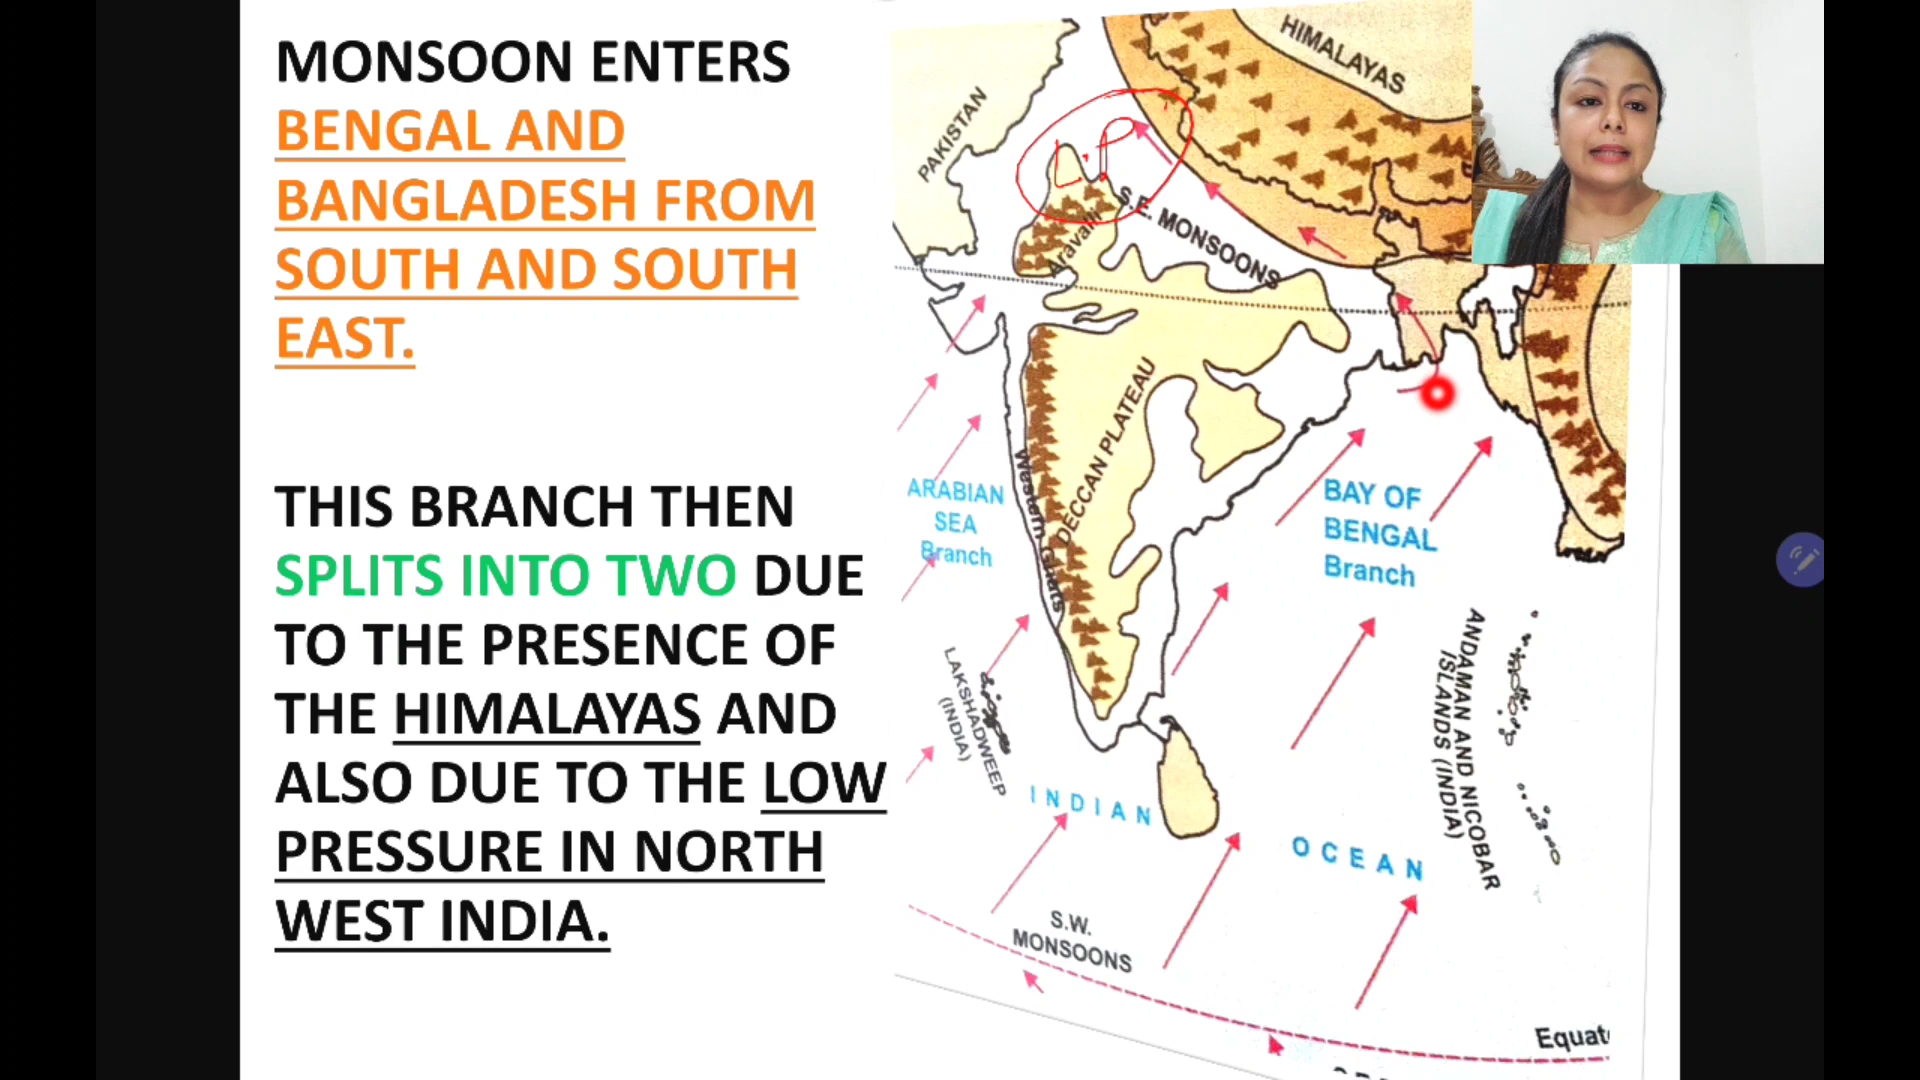 MONSOON ENTERS
BENGAL AND
BANGLADESH FROM
SOUTH AND SOUTH
EAST.
THIS BRANCH THEN
SPLITS INTO TWO DUE
TO THE PRESENCE OF
THE HIMALAYAS AND
ALSO DUE TO THE LOW
PRESSURE IN NORTH
WEST INDIA.
HIMALAYAS
PAKISTAN
L.P
S.E. MONSOONS
Aravalli
DECCAN PLATEAU
Western Ghats
ARABIAN
SEA
Branch
BAY OF
BENGAL
Branch
LAKSHADWEEP
(INDIA)
ANDAMAN AND NICOBAR
ISLANDS (INDIA)
INDIAN
OCEAN
S.W.
MONSOONS
Equat